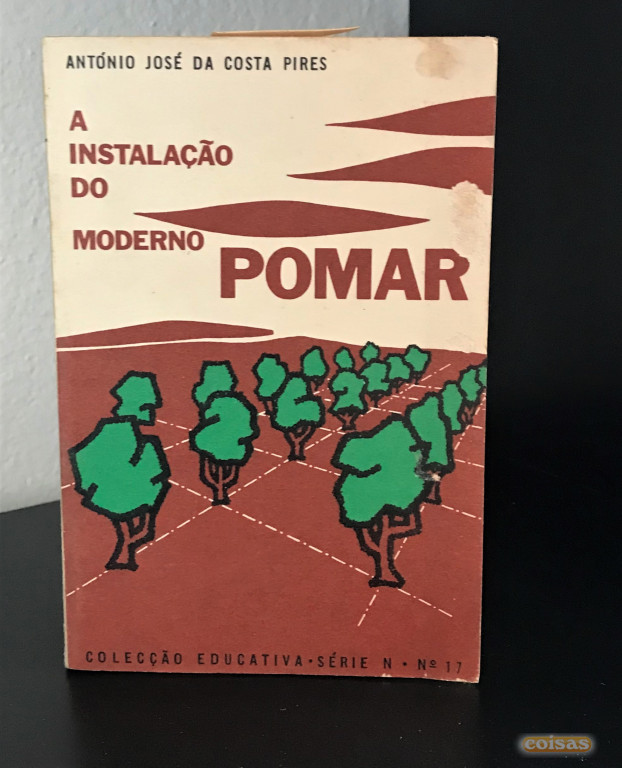 ANTÓNIO JOSÉ DA COSTA PIRES
A
INSTALAÇÃO
DO
MODERNO POMAR
COLECÇÃO EDUCATIVA · SÉRIE N · Nº 17
coisas